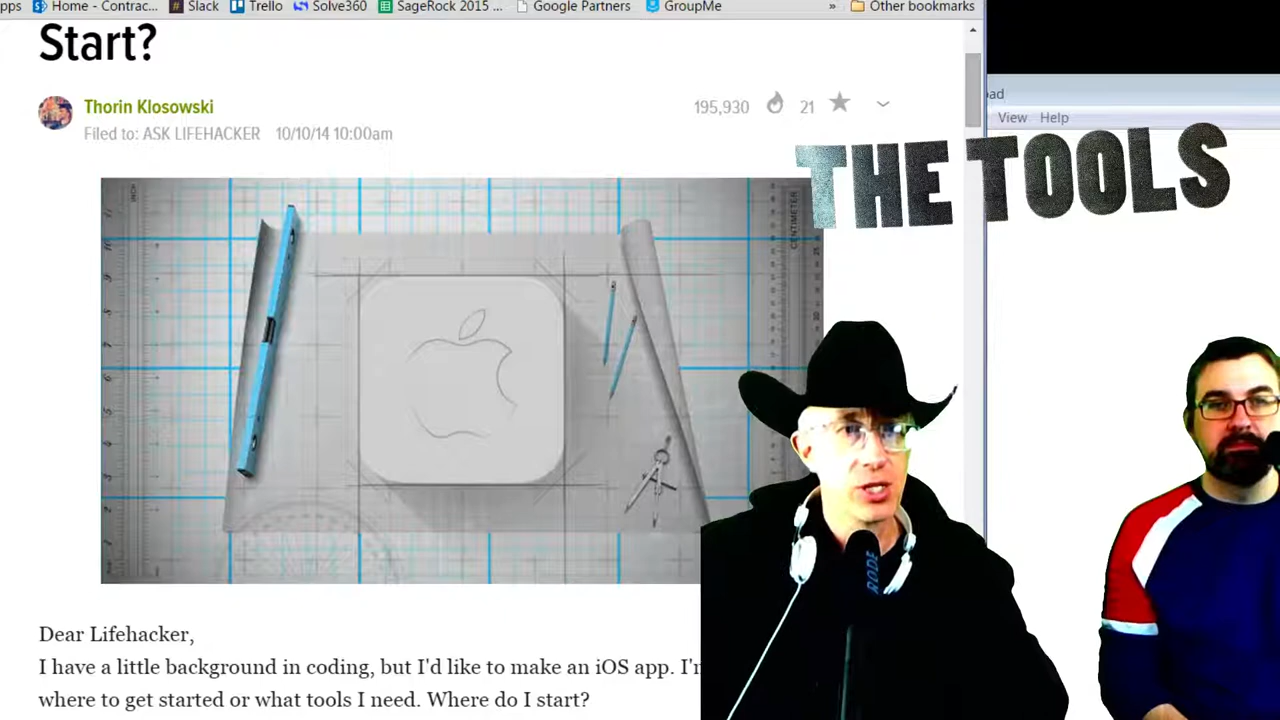 pps Home - Contrac... Slack Trello Solve360 SageRock 2015 ... Google Partners GroupMe » Other bookmarks
Start?
ad
View Help
Thorin Klosowski
195,930 21
Filed to: ASK LIFEHACKER 10/10/14 10:00am
THE TOOLS
INCH
CENTIMETER
RODE
Dear Lifehacker,
I have a little background in coding, but I'd like to make an iOS app. I'
where to get started or what tools I need. Where do I start?